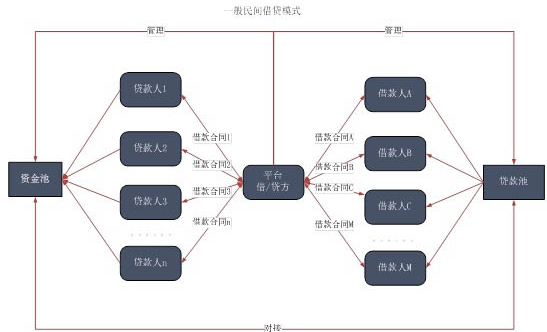 一般民间借贷模式
管理
管理
贷款人1
借款人A
借款合同1
借款合同A
贷款人2
借款人B
借款合同2
借款合同B
资金池
平台
借/贷方
贷款池
借款合同3
借款合同C
贷款人3
借款人C
借款合同n
借款合同M
......
......
贷款人n
借款人M
对接